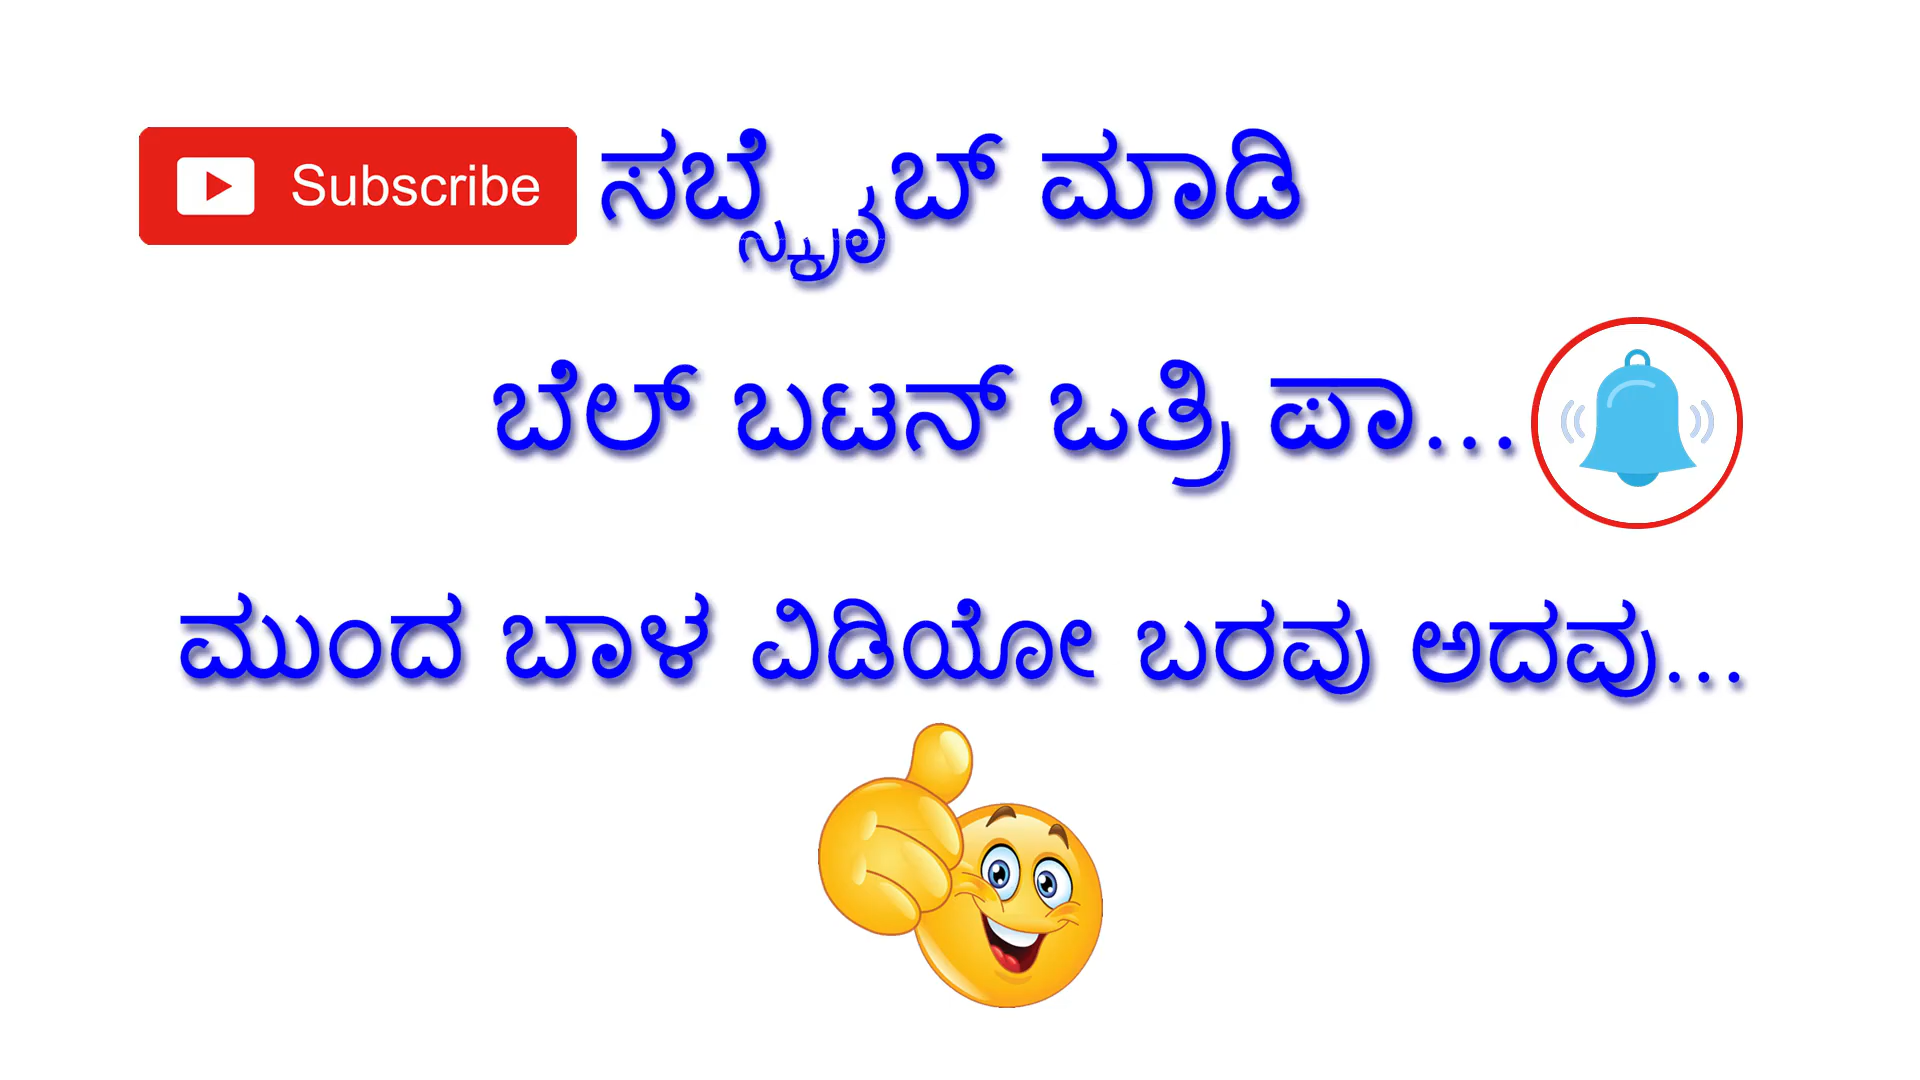 Subscribe ಸಬ್ಸ್ಕ್ರೈಬ್ ಮಾಡಿ
ಬೆಲ್ ಬಟನ್ ಒತ್ರಿ ಪಾ...
ಮುಂದ ಬಾಳ ವಿಡಿಯೋ ಬರವು ಅದವು...